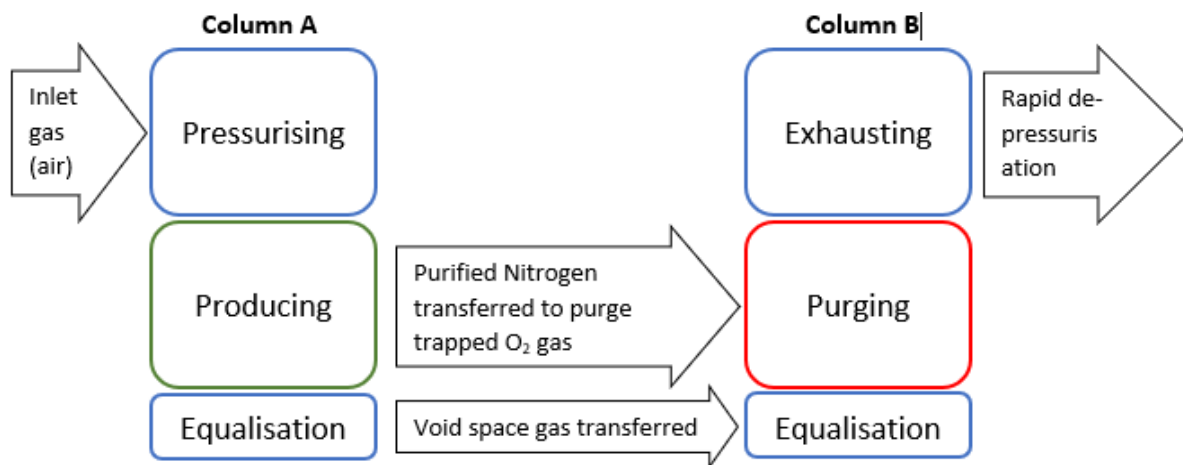 Column A
Column B
Inlet
gas
(air)
Pressurising
Exhausting
Rapid de-
pressuris
ation
Producing
Purified Nitrogen
transferred to purge
trapped O₂ gas
Purging
Equalisation
Void space gas transferred
Equalisation